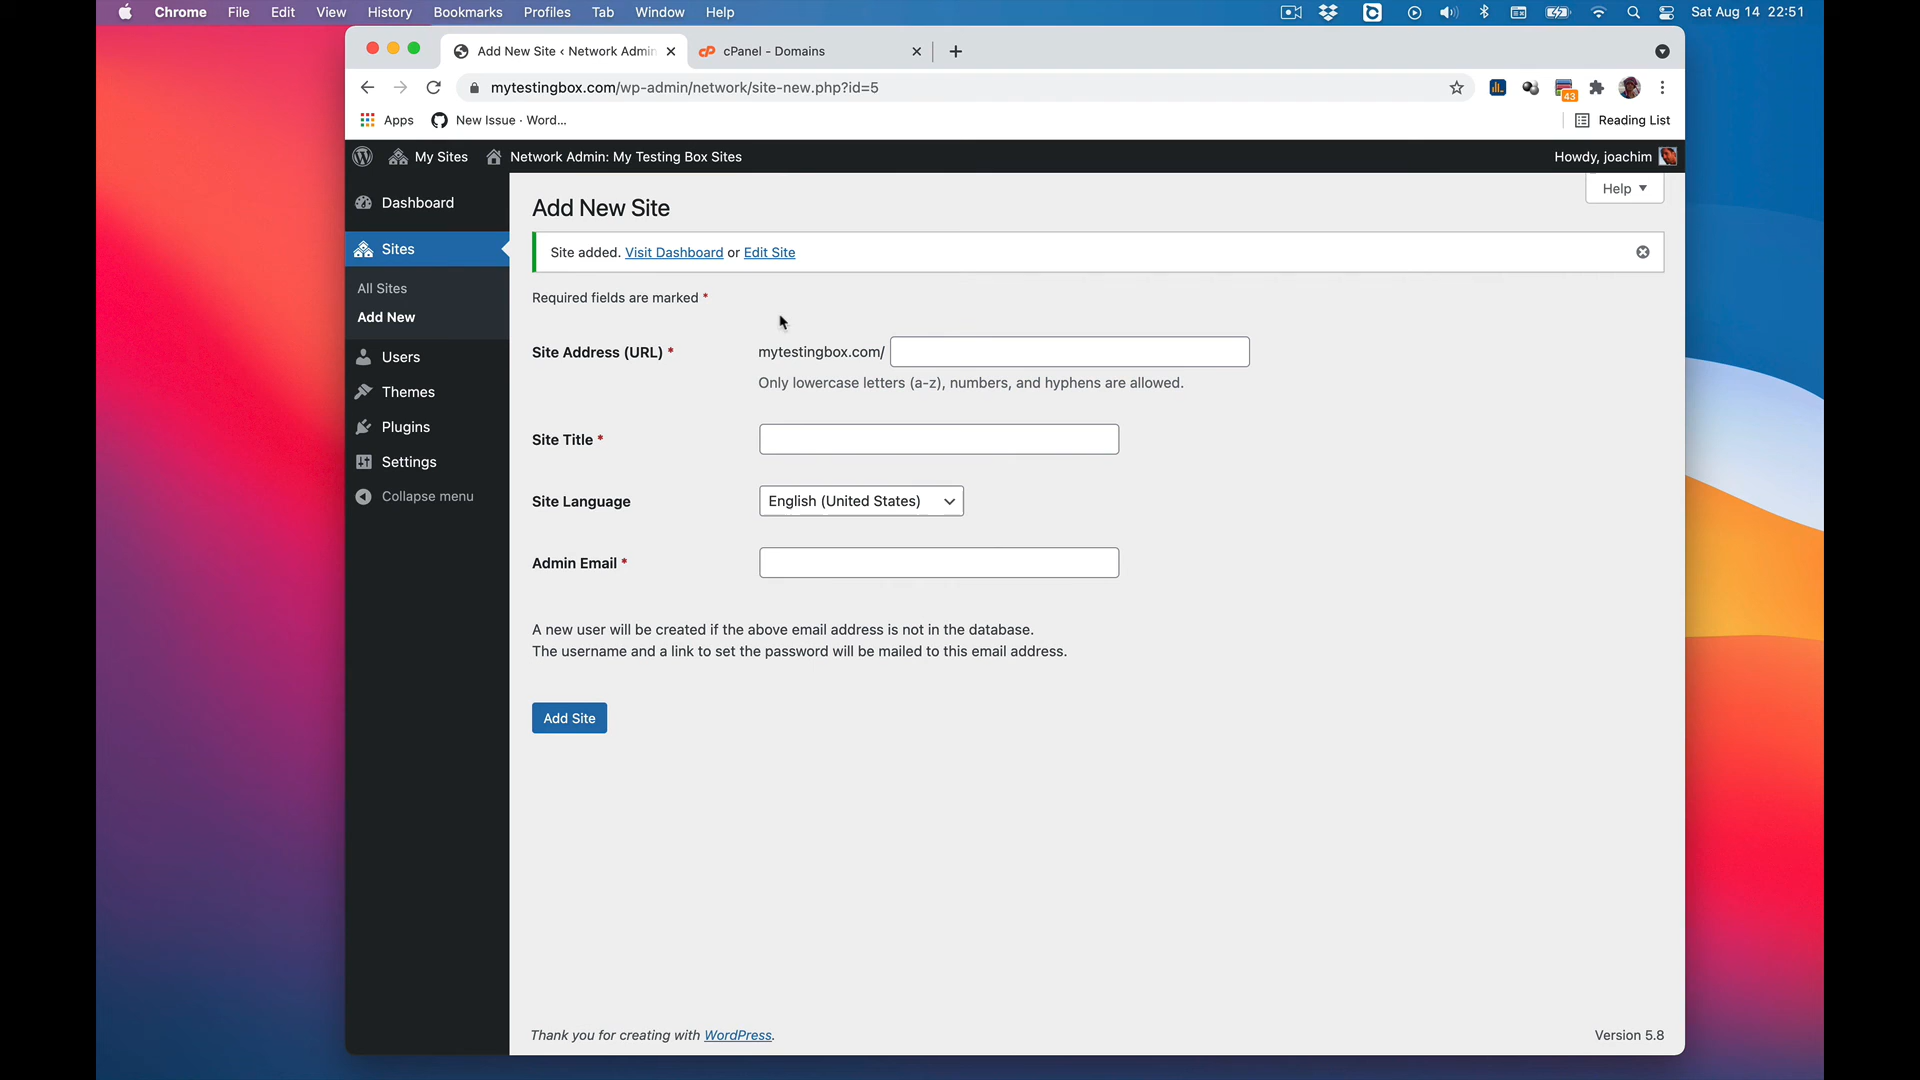 Chrome File Edit View History Bookmarks Profiles Tab Window Help Sat Aug 14 22:51
Add New Site ‹ Network Admin cPanel - Domains
mytestingbox.com/wp-admin/network/site-new.php?id=5
43
Apps New Issue · Word... Reading List
My Sites Network Admin: My Testing Box Sites Howdy, joachim
Help
Dashboard
Sites
All Sites
Add New
Users
Themes
Plugins
Settings
Collapse menu
Add New Site
Site added. Visit Dashboard or Edit Site
Required fields are marked *
Site Address (URL) * mytestingbox.com/
Only lowercase letters (a-z), numbers, and hyphens are allowed.
Site Title *
Site Language English (United States)
Admin Email *
A new user will be created if the above email address is not in the database.
The username and a link to set the password will be mailed to this email address.
Add Site
Thank you for creating with WordPress. Version 5.8